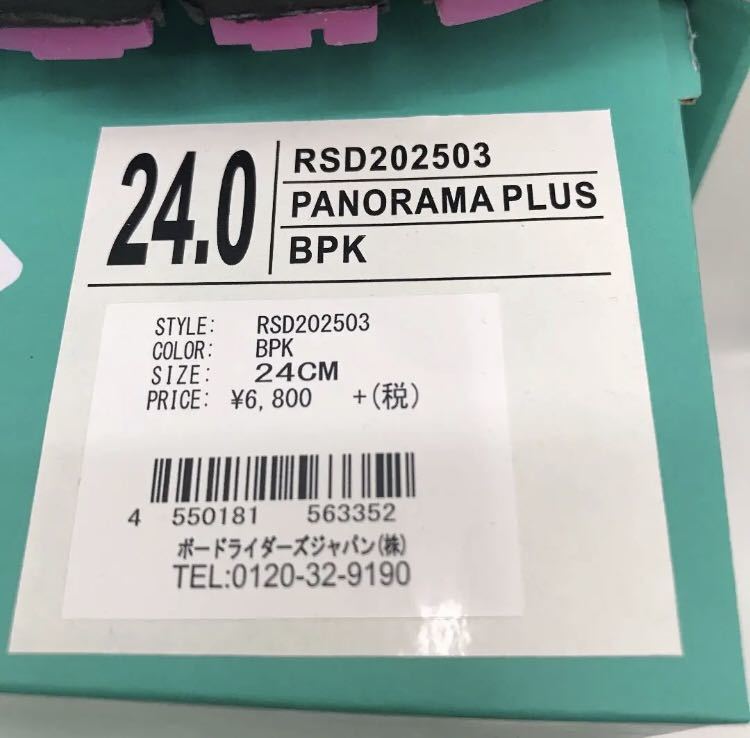 24.0
RSD202503
PANORAMA PLUS
BPK
STYLE: RSD202503
COLOR: BPK
SIZE: 24CM
PRICE: ¥6,800 +(税)
4 550181 563352
ボードライダーズジャパン(株)
TEL:0120-32-9190